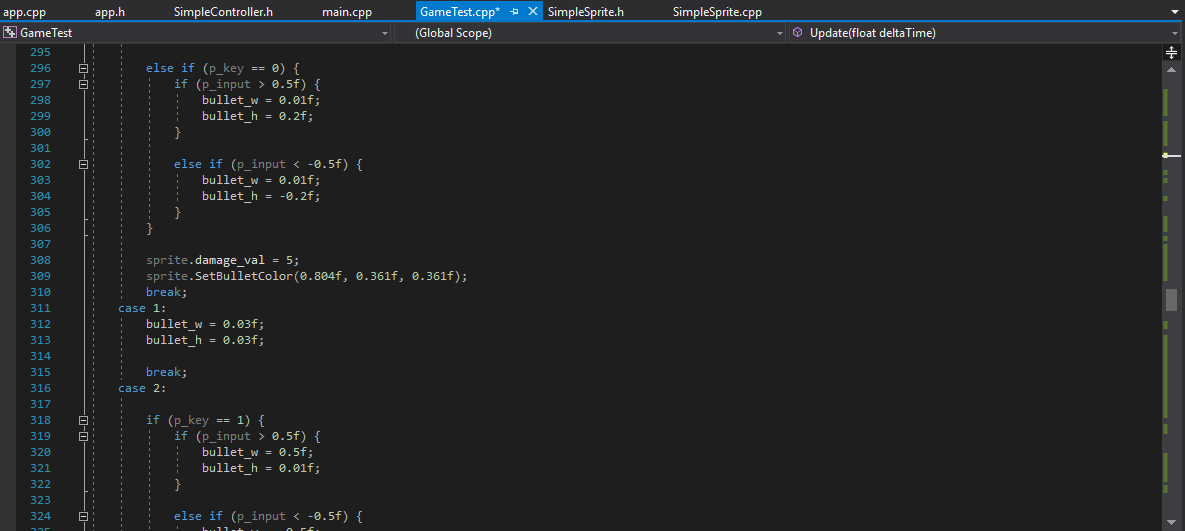 app.cpp app.h SimpleController.h main.cpp GameTest.cpp* SimpleSprite.h SimpleSprite.cpp
GameTest (Global Scope) Update(float deltaTime)
295
296 else if (p_key == 0) {
297 if (p_input > 0.5f) {
298 bullet_w = 0.01f;
299 bullet_h = 0.2f;
300 }
301
302 else if (p_input < -0.5f) {
303 bullet_w = 0.01f;
304 bullet_h = -0.2f;
305 }
306 }
307
308 sprite.damage_val = 5;
309 sprite.SetBulletColor(0.804f, 0.361f, 0.361f);
310 break;
311 case 1:
312 bullet_w = 0.03f;
313 bullet_h = 0.03f;
314
315 break;
316 case 2:
317
318 if (p_key == 1) {
319 if (p_input > 0.5f) {
320 bullet_w = 0.5f;
321 bullet_h = 0.01f;
322 }
323
324 else if (p_input < -0.5f) {